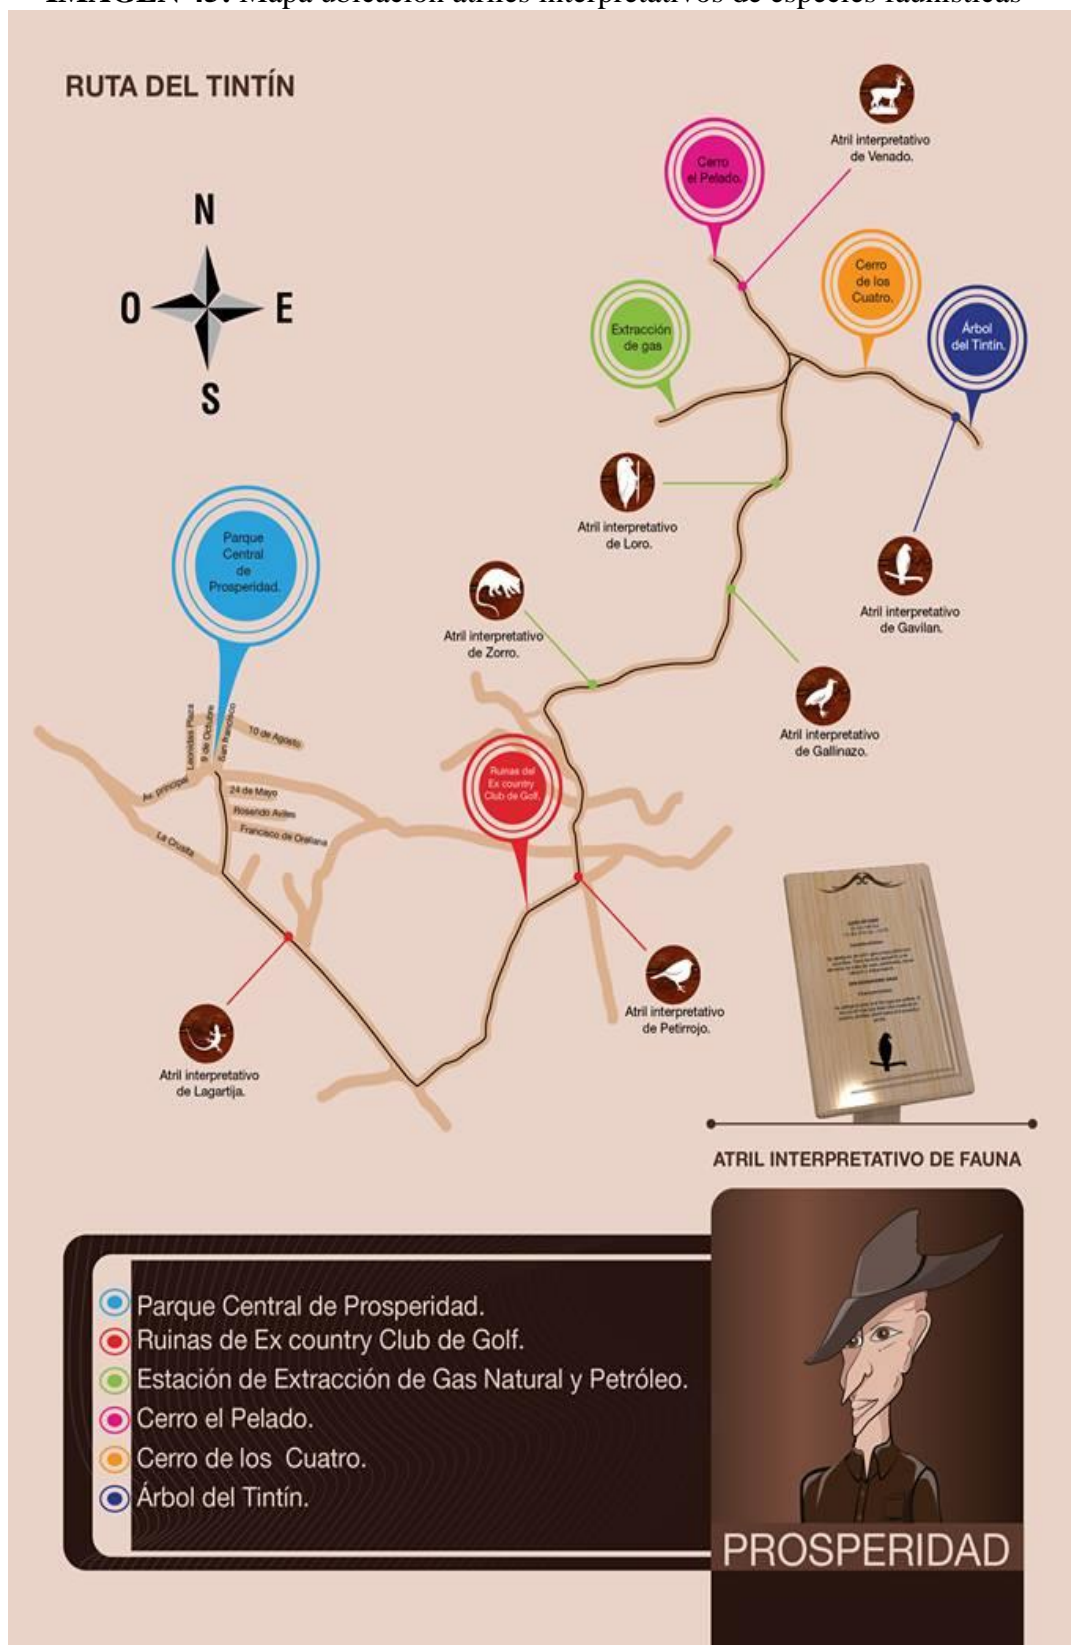 IMAGEN 43: Mapa ubicación atriles interpretativos de especies faunísticas
RUTA DEL TINTÍN
N
O
E
S
Atril interpretativo
de Venado.
Cerro
el Pelado.
Cerro
de los
Cuatro.
Extracción
de gas
Árbol
del Tintín.
Atril interpretativo
de Loro.
Atril interpretativo
de Gavilan.
Parque
Central
de
Prosperidad.
Atril interpretativo
de Zorro.
Atril interpretativo
de Gallinazo.
Leonidas Plaza
9 de Octubre
San francisco
10 de Agosto
Av. principal
24 de Mayo
Rosendo Aviles
Francisco de Orellana
La Crusita
Ruinas del
Ex country
Club de Golf.
Atril interpretativo
de Petirrojo.
Atril interpretativo
de Lagartija.
ATRIL INTERPRETATIVO DE FAUNA
Parque Central de Prosperidad.
Ruinas de Ex country Club de Golf.
Estación de Extracción de Gas Natural y Petróleo.
Cerro el Pelado.
Cerro de los Cuatro.
Árbol del Tintín.
PROSPERIDAD